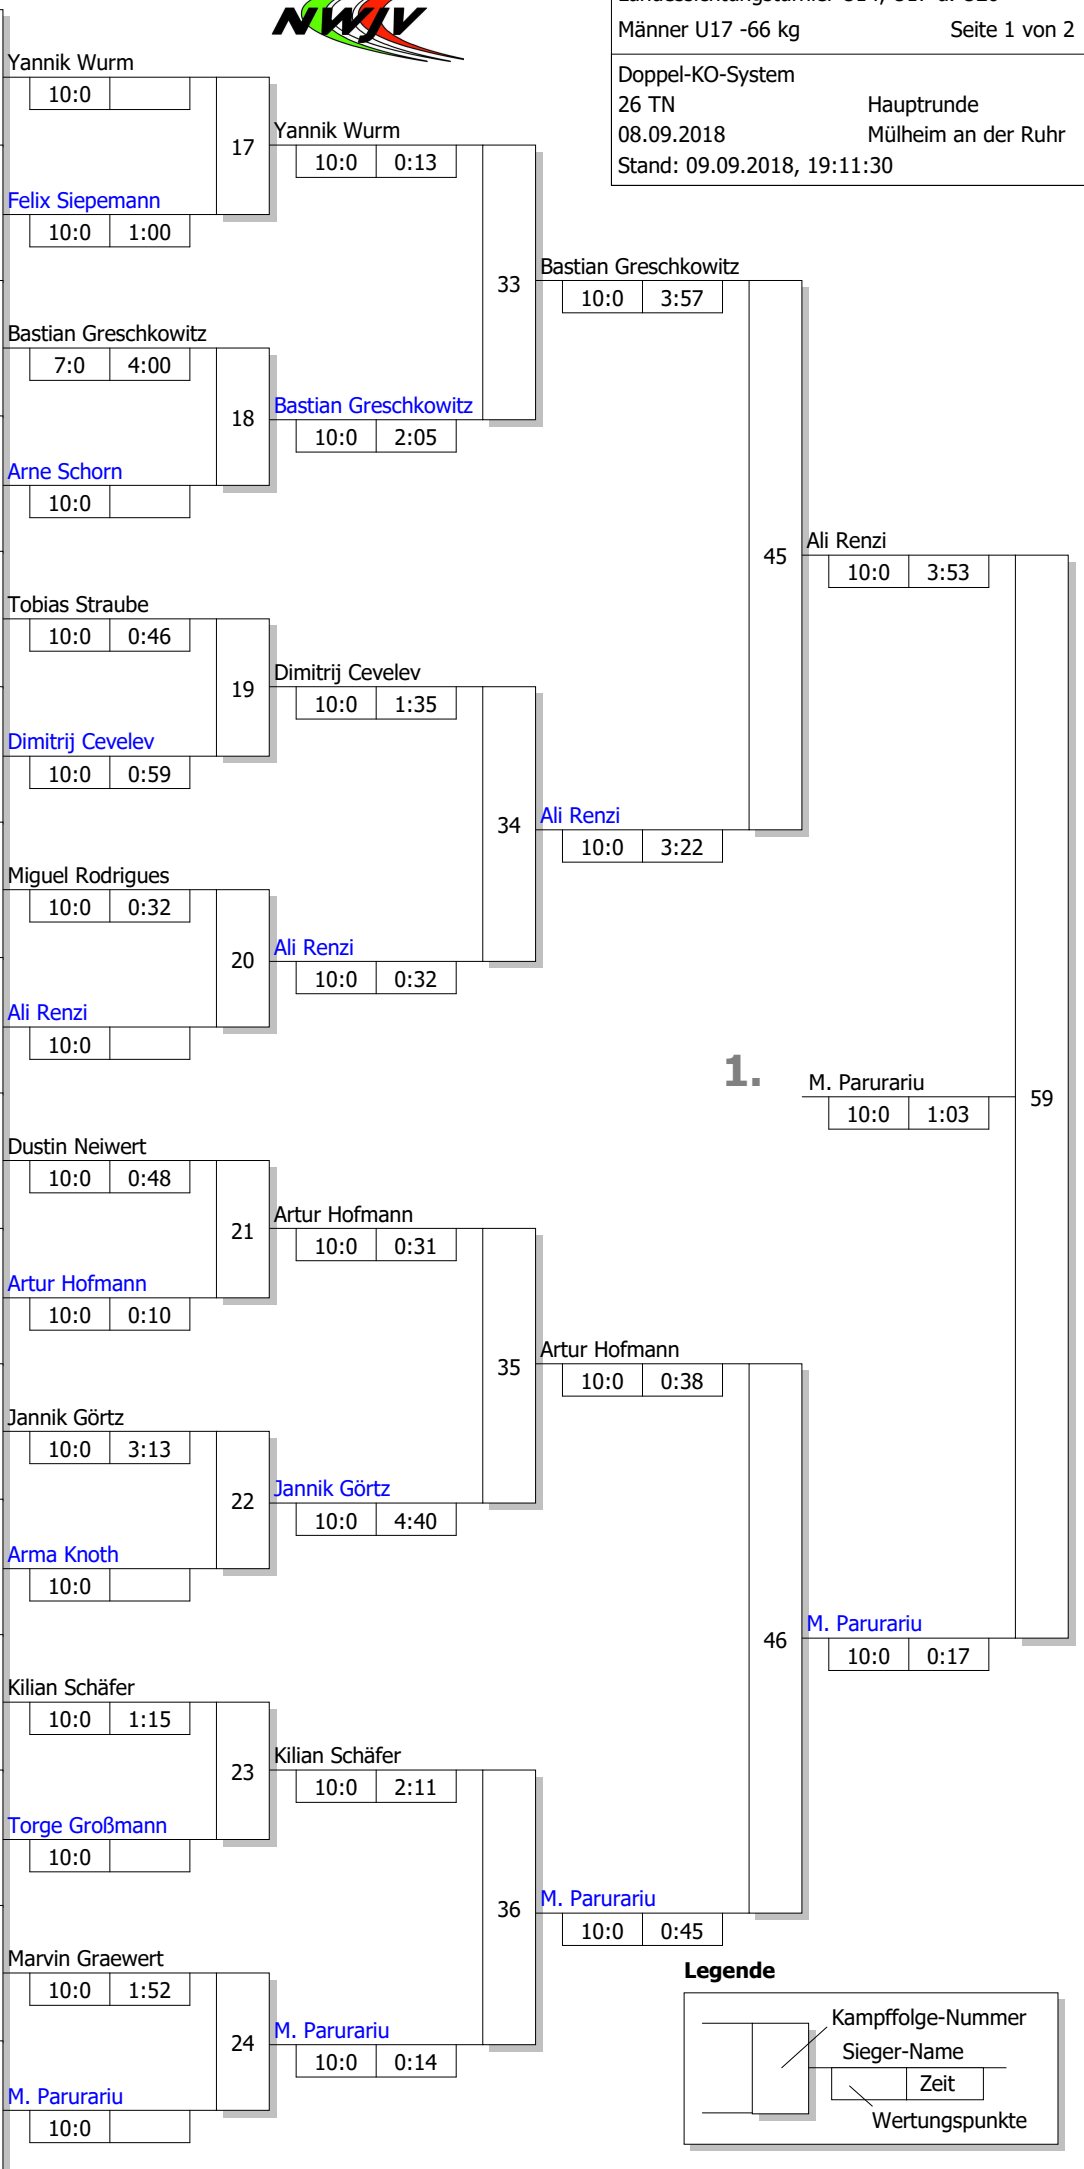 NWJV
Männer U17 -66 kg Seite 1 von 2
Doppel-KO-System
26 TN Hauptrunde
08.09.2018 Mülheim an der Ruhr
Stand: 09.09.2018, 19:11:30
Yannik Wurm
10:0
17
Felix Siepemann
10:0 1:00
Yannik Wurm
10:0 0:13
33
Bastian Greschkowitz
10:0 3:57
Bastian Greschkowitz
7:0 4:00
18
Bastian Greschkowitz
10:0 2:05
Arne Schorn
10:0
45
Ali Renzi
10:0 3:53
Tobias Straube
10:0 0:46
19
Dimitrij Cevelev
10:0 1:35
Dimitrij Cevelev
10:0 0:59
34
Ali Renzi
10:0 3:22
Miguel Rodrigues
10:0 0:32
20
Ali Renzi
10:0 0:32
Ali Renzi
10:0
1.
M. Parurariu
10:0 1:03
59
Dustin Neiwert
10:0 0:48
21
Artur Hofmann
10:0 0:31
Artur Hofmann
10:0 0:10
35
Artur Hofmann
10:0 0:38
Jannik Görtz
10:0 3:13
22
Jannik Görtz
10:0 4:40
Arma Knoth
10:0
46
M. Parurariu
10:0 0:17
Kilian Schäfer
10:0 1:15
23
Kilian Schäfer
10:0 2:11
Torge Großmann
10:0
36
M. Parurariu
10:0 0:45
Marvin Graewert
10:0 1:52
24
M. Parurariu
10:0 0:14
M. Parurariu
10:0
Legende
Kampffolge-Nummer
Sieger-Name
Zeit
Wertungspunkte